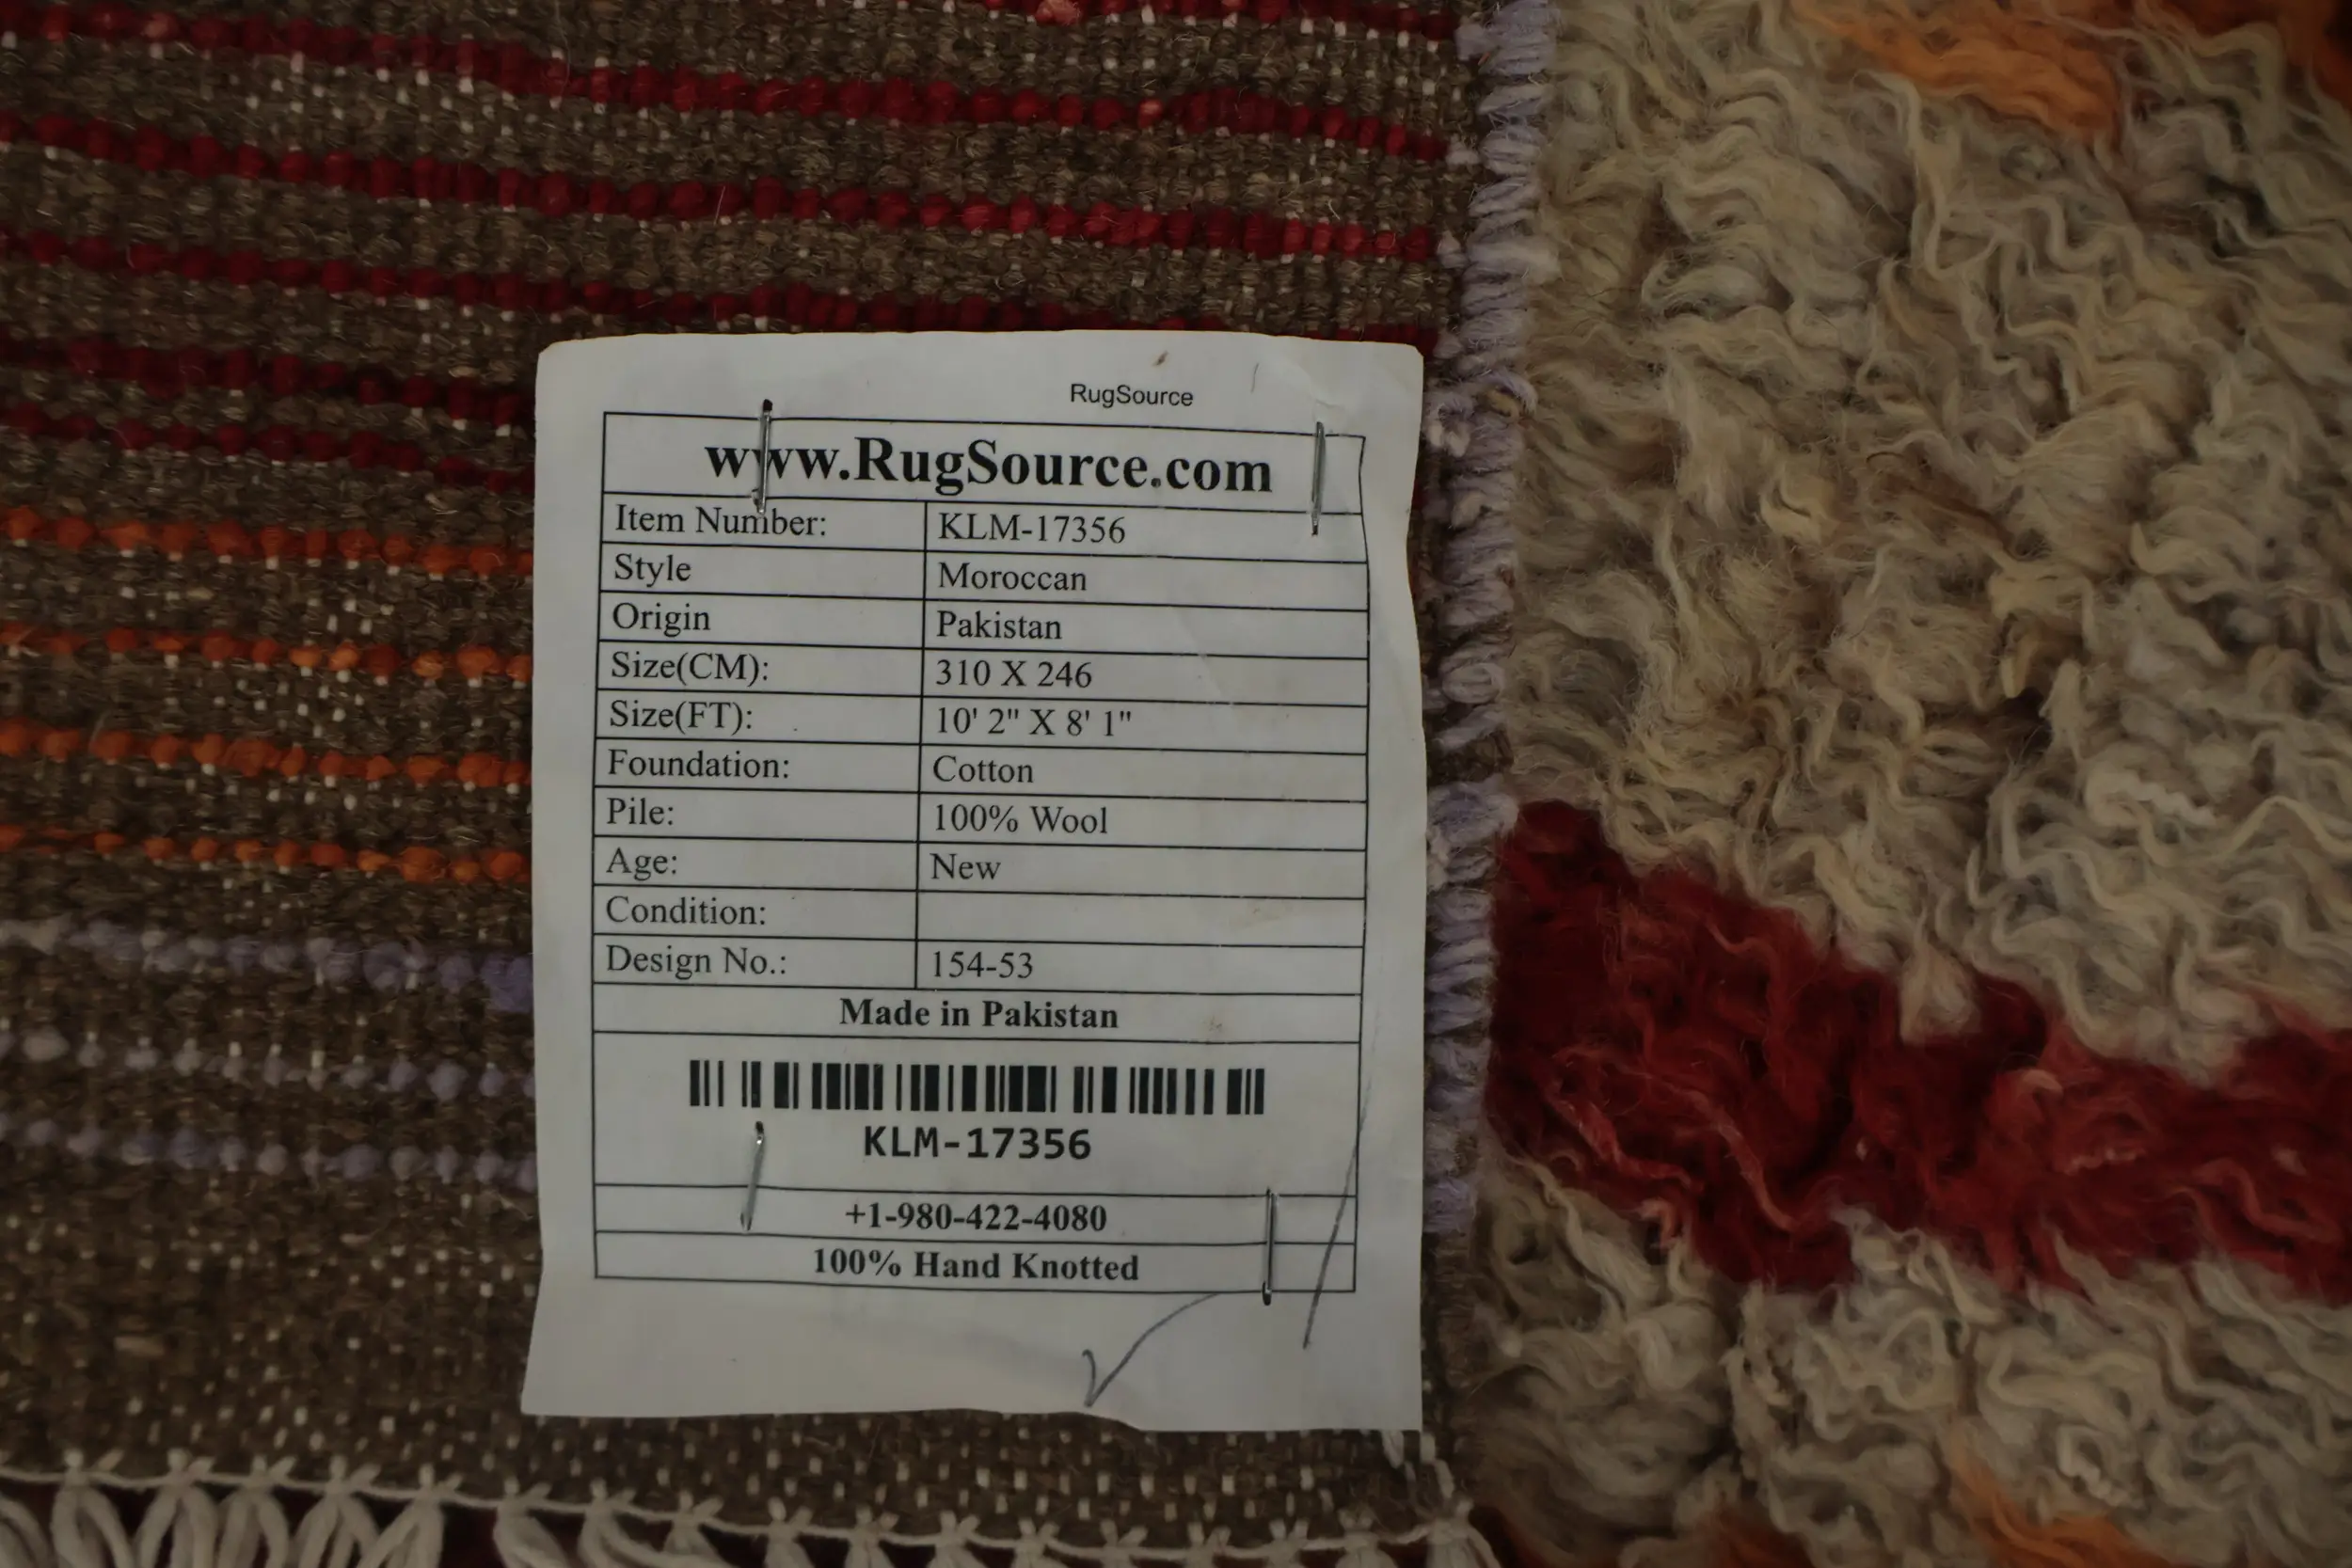 RugSource
www.RugSource.com
Item Number: KLM-17356
Style Moroccan
Origin Pakistan
Size(CM): 310 X 246
Size(FT): 10' 2" X 8' 1"
Foundation: Cotton
Pile: 100% Wool
Age: New
Condition:
Design No.: 154-53
Made in Pakistan
KLM-17356
+1-980-422-4080
100% Hand Knotted